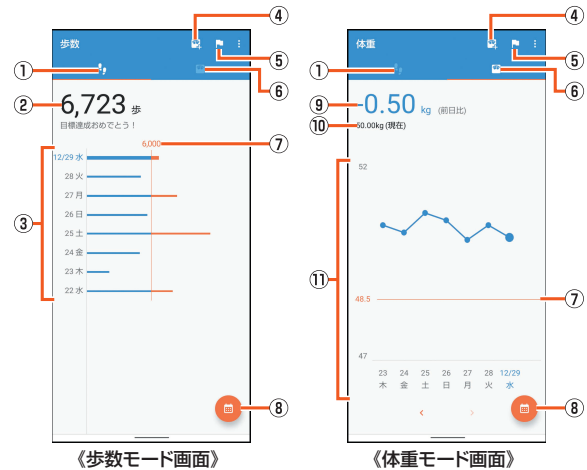 ④
④
歩数
体重
⑤
⑤
①
①
⑥
⑥
②
6,723 歩
目標達成おめでとう！
⑨
-0.50 kg (前日比)
⑩
50.00kg (現在)
6,000
⑦
③
12/29 水
28 火
27 月
26 日
25 土
24 金
23 木
22 水
⑪
52
48.5
⑦
47
23 24 25 26 27 28 12/29
木 金 土 日 月 火 水
⑧
⑧
《歩数モード画面》
《体重モード画面》